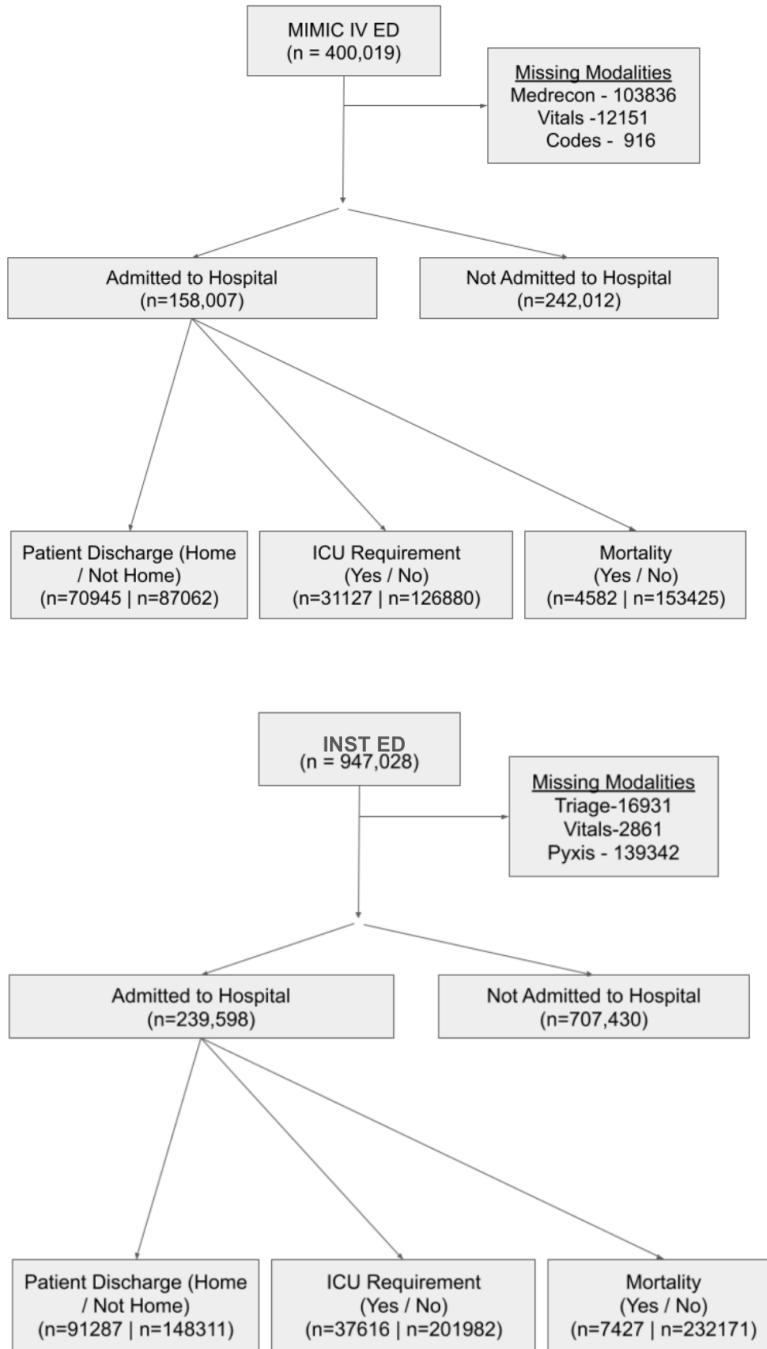 MIMIC IV ED
(n = 400,019)
Missing Modalities
Medrecon - 103836
Vitals -12151
Codes - 916
Admitted to Hospital
(n=158,007)
Not Admitted to Hospital
(n=242,012)
Patient Discharge (Home
/ Not Home)
(n=70945 | n=87062)
ICU Requirement
(Yes / No)
(n=31127 | n=126880)
Mortality
(Yes / No)
(n=4582 | n=153425)
INST ED
(n = 947,028)
Missing Modalities
Triage-16931
Vitals-2861
Pyxis - 139342
Admitted to Hospital
(n=239,598)
Not Admitted to Hospital
(n=707,430)
Patient Discharge (Home
/ Not Home)
(n=91287 | n=148311)
ICU Requirement
(Yes / No)
(n=37616 | n=201982)
Mortality
(Yes / No)
(n=7427 | n=232171)